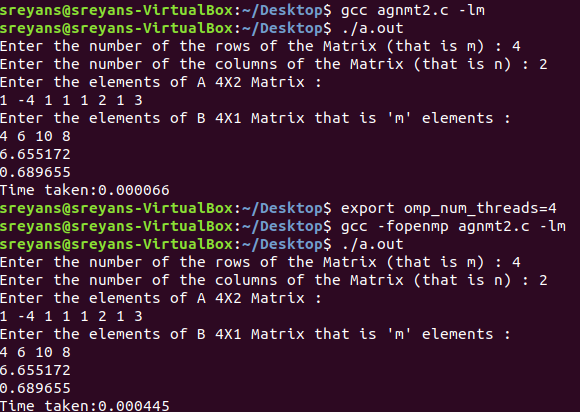 sreyans@sreyans-VirtualBox:~/Desktop$ gcc agnmt2.c -lm
sreyans@sreyans-VirtualBox:~/Desktop$ ./a.out
Enter the number of the rows of the Matrix (that is m) : 4
Enter the number of the columns of the Matrix (that is n) : 2
Enter the elements of A 4X2 Matrix :
1 -4 1 1 1 2 1 3
Enter the elements of B 4X1 Matrix that is 'm' elements :
4 6 10 8
6.655172
0.689655
Time taken:0.000066
sreyans@sreyans-VirtualBox:~/Desktop$ export omp_num_threads=4
sreyans@sreyans-VirtualBox:~/Desktop$ gcc -fopenmp agnmt2.c -lm
sreyans@sreyans-VirtualBox:~/Desktop$ ./a.out
Enter the number of the rows of the Matrix (that is m) : 4
Enter the number of the columns of the Matrix (that is n) : 2
Enter the elements of A 4X2 Matrix :
1 -4 1 1 1 2 1 3
Enter the elements of B 4X1 Matrix that is 'm' elements :
4 6 10 8
6.655172
0.689655
Time taken:0.000445